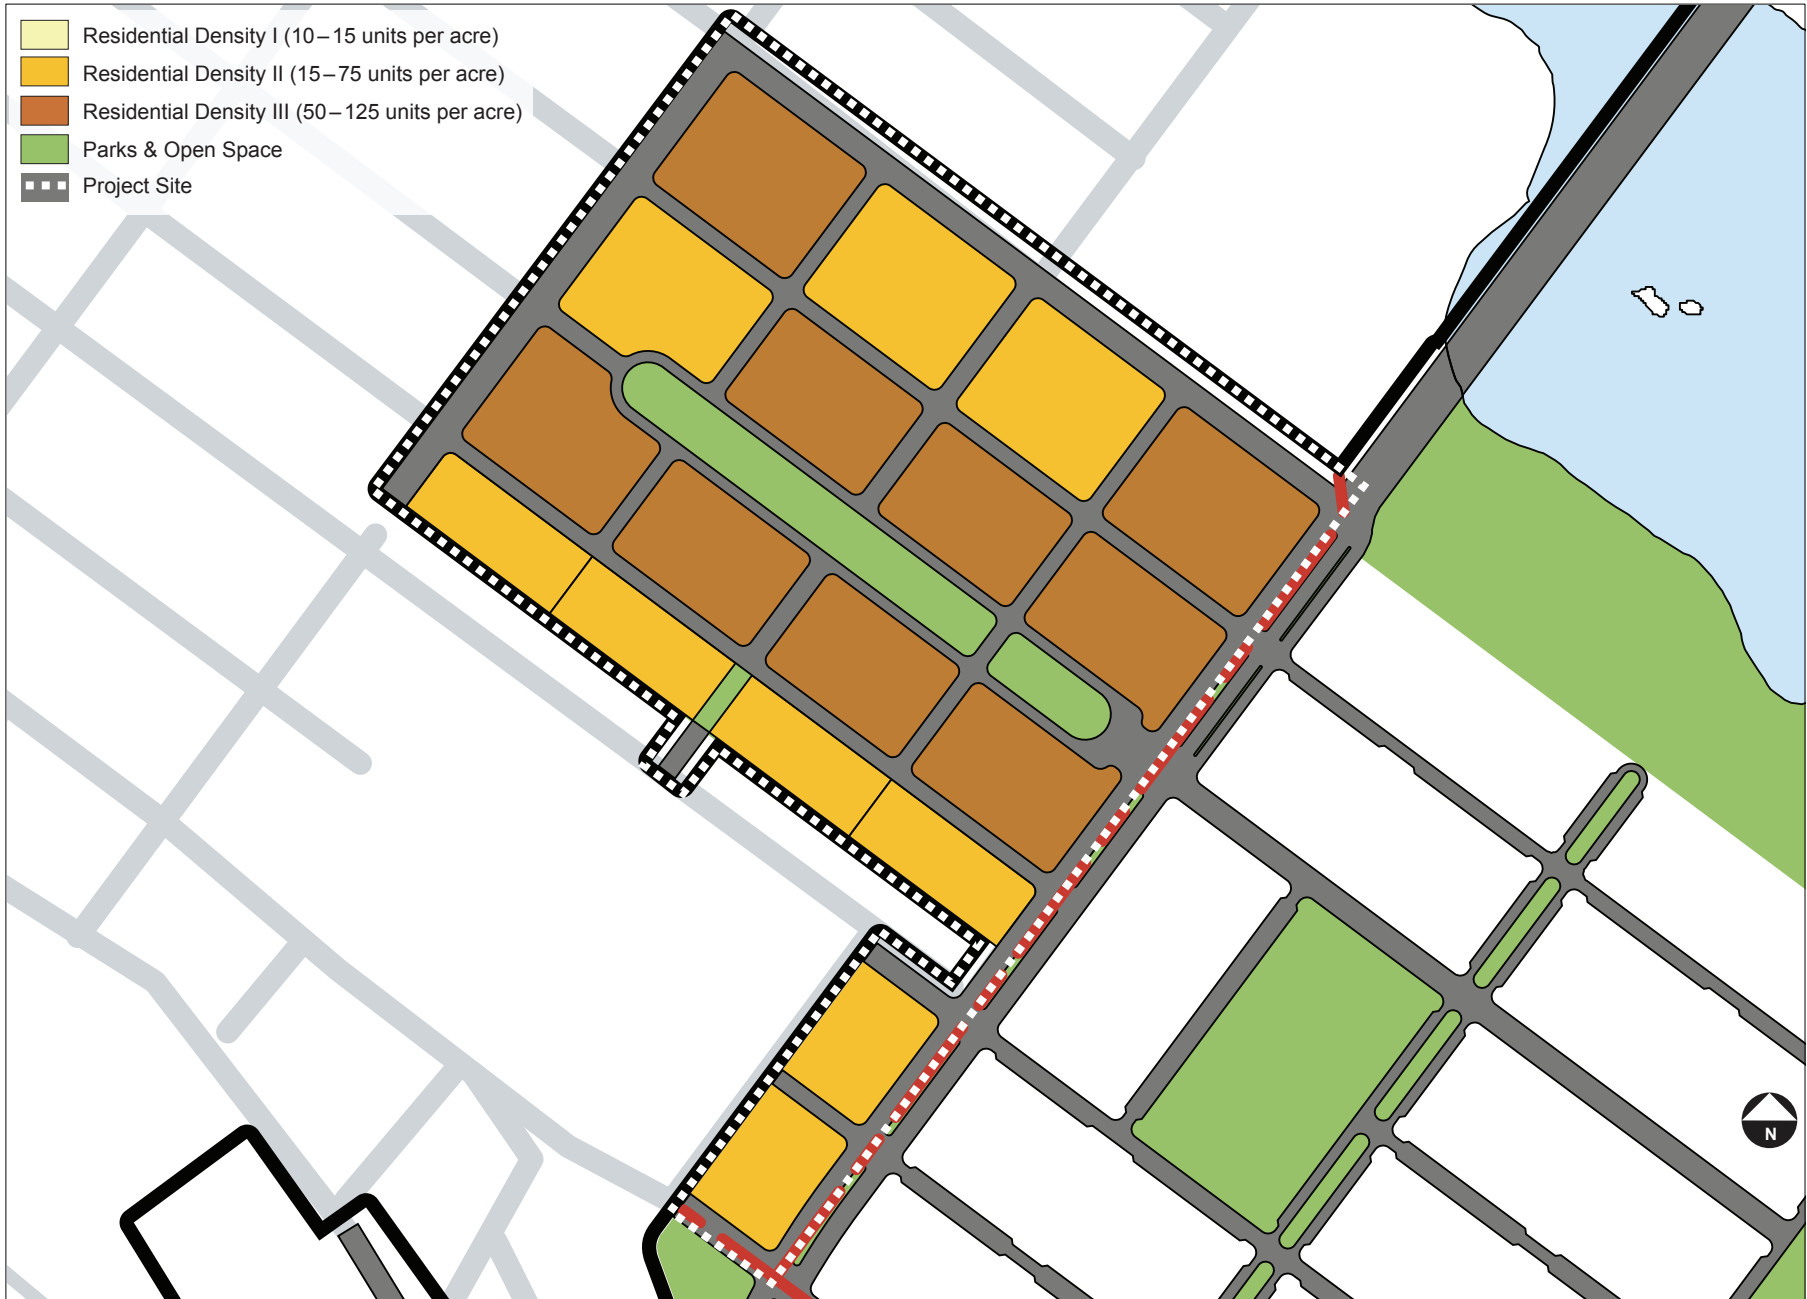 Residential Density I (10–15 units per acre)
Residential Density II (15–75 units per acre)
Residential Density III (50–125 units per acre)
Parks & Open Space
Project Site
N